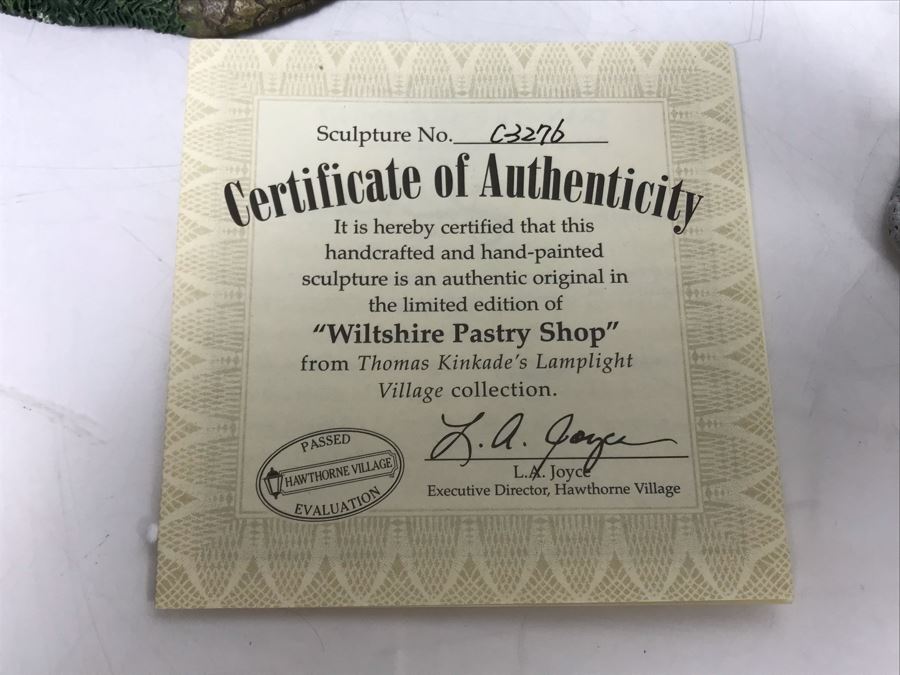 Sculpture No. C3276
Certificate of Authenticity
It is hereby certified that this
handcrafted and hand-painted
sculpture is an authentic original in
the limited edition of
“Wiltshire Pastry Shop”
from Thomas Kinkade’s Lamplight
Village collection.
L. A. Joyce
L.A. Joyce
Executive Director, Hawthorne Village
PASSED
HAWTHORNE VILLAGE
EVALUATION